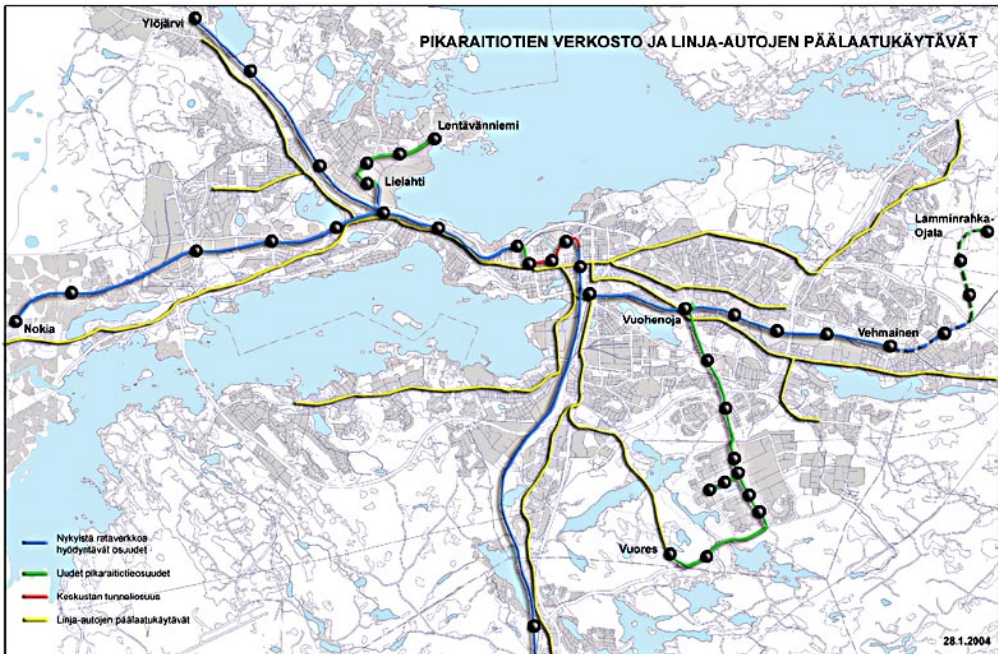 PIKARAITIOTIEN VERKOSTO JA LINJA-AUTOJEN PÄÄLAATUKÄYTÄVÄT
Ylöjärvi
Lentävänniemi
Lielahti
Lamminrahka-
Ojala
Nokia
Vuohenoja
Vehmainen
Vuores
Nykyistä rataverkkoa
hyödyntävät osuudet
Uudet pikaraitiotieosuudet
Keskustan tunneliosuus
Linja-autojen päälaatukäytävät
28.1.2004